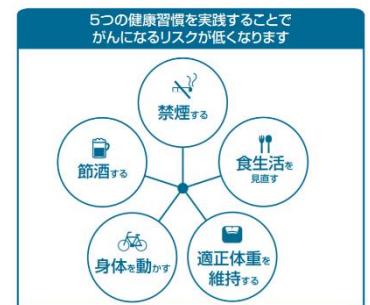 5つの健康習慣を実践することで
がんになるリスクが低くなります
禁煙する
節酒する
食生活を
見直す
身体を動かす
適正体重を
維持する